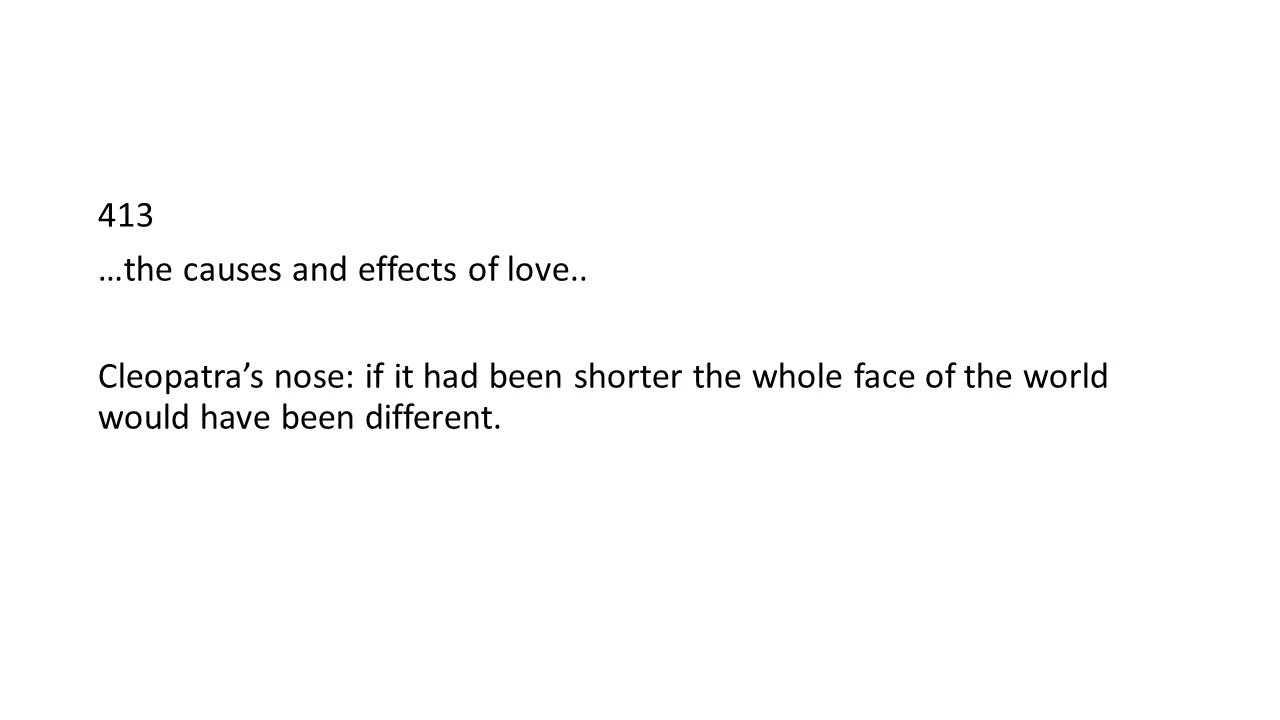 413
…the causes and effects of love..
Cleopatra’s nose: if it had been shorter the whole face of the world
would have been different.